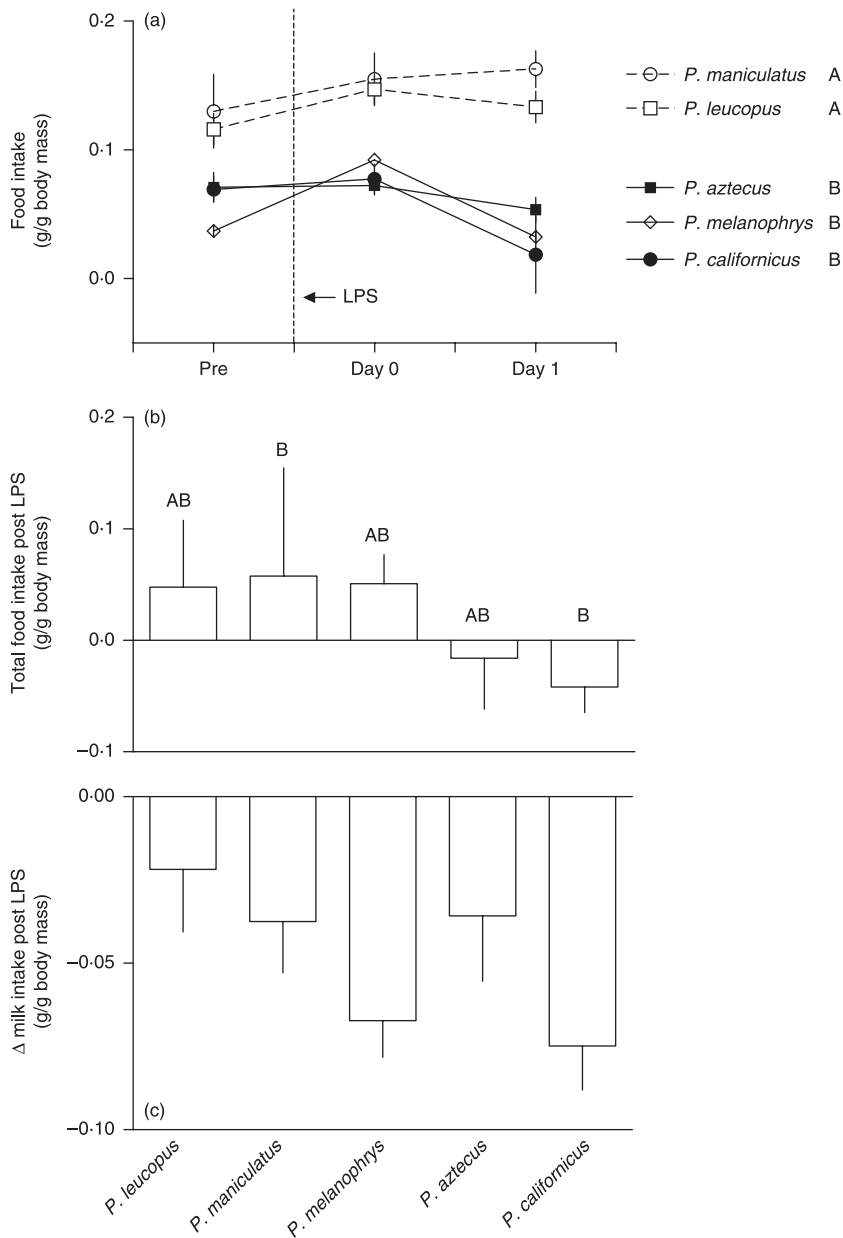 (a)
0·2
0·1
0·0
Food intake
(g/g body mass)
LPS
Pre
Day 0
Day 1
P. maniculatus A
P. leucopus A
P. aztecus B
P. melanophrys B
P. californicus B
(b)
0·2
0·1
0·0
−0·1
Total food intake post LPS
(g/g body mass)
AB
B
AB
AB
B
0·00
−0·05
−0·10
Δ milk intake post LPS
(g/g body mass)
(c)
P. leucopus
P. maniculatus
P. melanophrys
P. aztecus
P. californicus